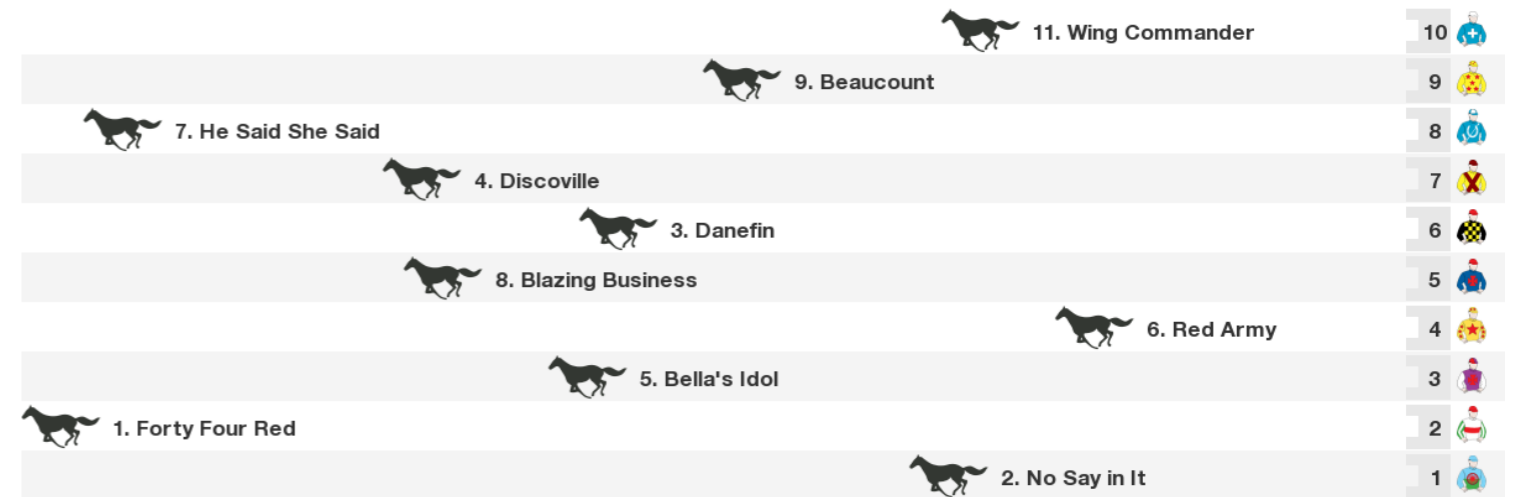 11. Wing Commander 10
9. Beaucount 9
7. He Said She Said 8
4. Discoville 7
3. Danefin 6
8. Blazing Business 5
6. Red Army 4
5. Bella's Idol 3
1. Forty Four Red 2
2. No Say in It 1